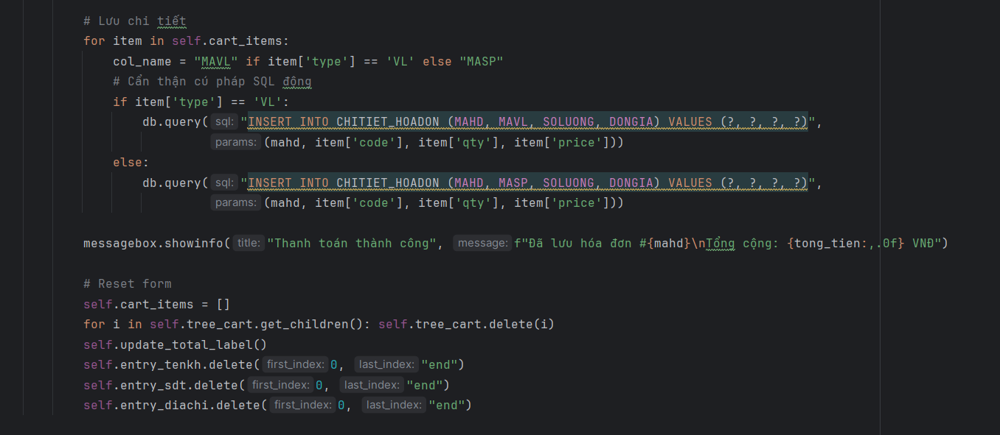 # Lưu chi tiết
for item in self.cart_items:
    col_name = "MAVL" if item['type'] == 'VL' else "MASP"
    # Cẩn thận cú pháp SQL động
    if item['type'] == 'VL':
        db.query( sql: "INSERT INTO CHITIET_HOADON (MAHD, MAVL, SOLUONG, DONGIA) VALUES (?, ?, ?, ?)",
                 params: (mahd, item['code'], item['qty'], item['price']))
    else:
        db.query( sql: "INSERT INTO CHITIET_HOADON (MAHD, MASP, SOLUONG, DONGIA) VALUES (?, ?, ?, ?)",
                 params: (mahd, item['code'], item['qty'], item['price']))
messagebox.showinfo( title: "Thanh toán thành công", message: f"Đã lưu hóa đơn #{mahd}\nTổng cộng: {tong_tien:,.0f} VNĐ")
# Reset form
self.cart_items = []
for i in self.tree_cart.get_children(): self.tree_cart.delete(i)
self.update_total_label()
self.entry_tenkh.delete( first_index: 0, last_index: "end")
self.entry_sdt.delete( first_index: 0, last_index: "end")
self.entry_diachi.delete( first_index: 0, last_index: "end")